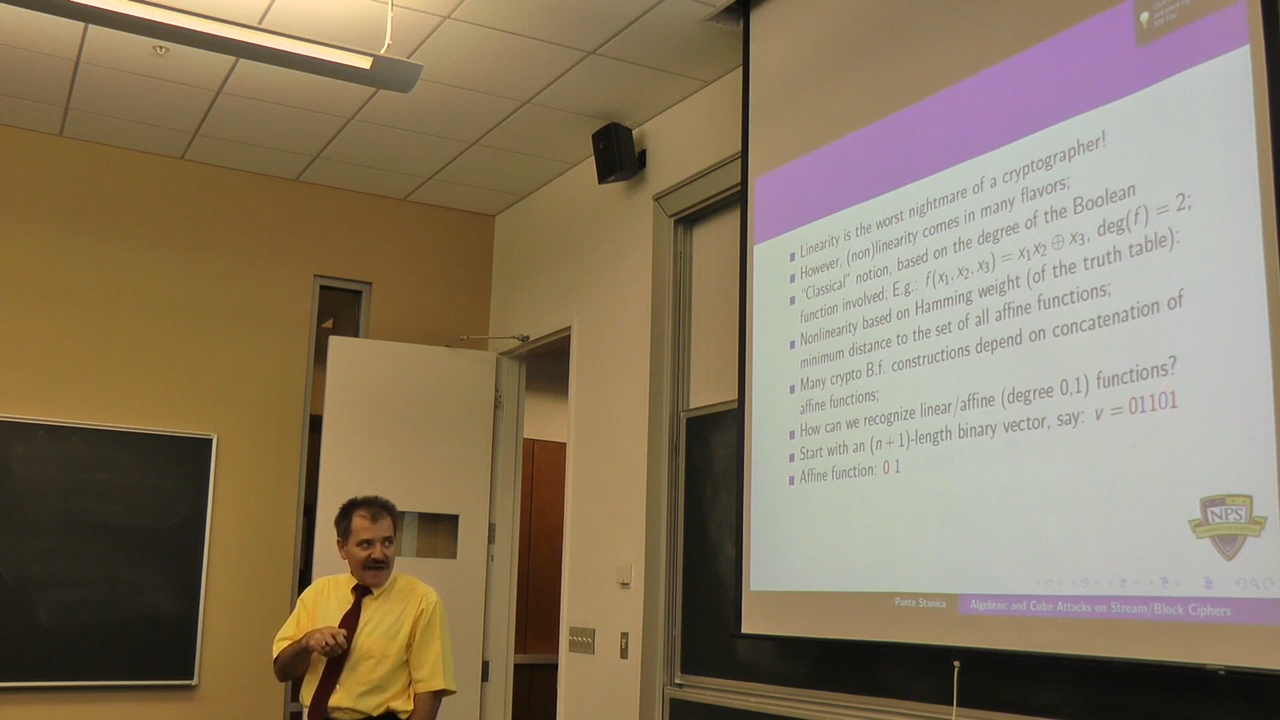 Linearity is the worst nightmare of a cryptographer!
However, (non)linearity comes in many flavors;
"Classical" notion, based on the degree of the Boolean
function involved; E.g.: f(x₁, x₂, x₃) = x₁x₂ ⊕ x₃, deg(f) = 2;
Nonlinearity based on Hamming weight (of the truth table):
minimum distance to the set of all affine functions;
Many crypto B.f. constructions depend on concatenation of
affine functions;
How can we recognize linear/affine (degree 0,1) functions?
Start with an (n + 1)-length binary vector, say: v = 01101
Affine function: 0 1
NPS
Pante Stanica
Algebraic and Cube Attacks on Stream/Block Ciphers